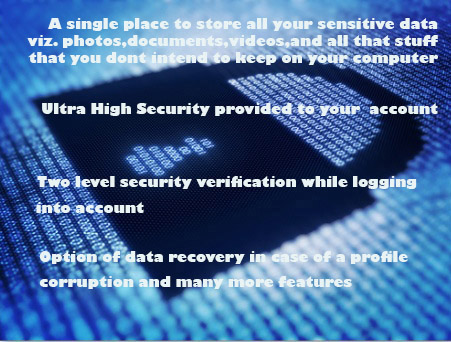 A single place to store all your sensitive data
viz. photos,documents,videos,and all that stuff
that you dont intend to keep on your computer
Ultra High Security provided to your account
Two level security verification while logging
into account
Option of data recovery in case of a profile
corruption and many more features